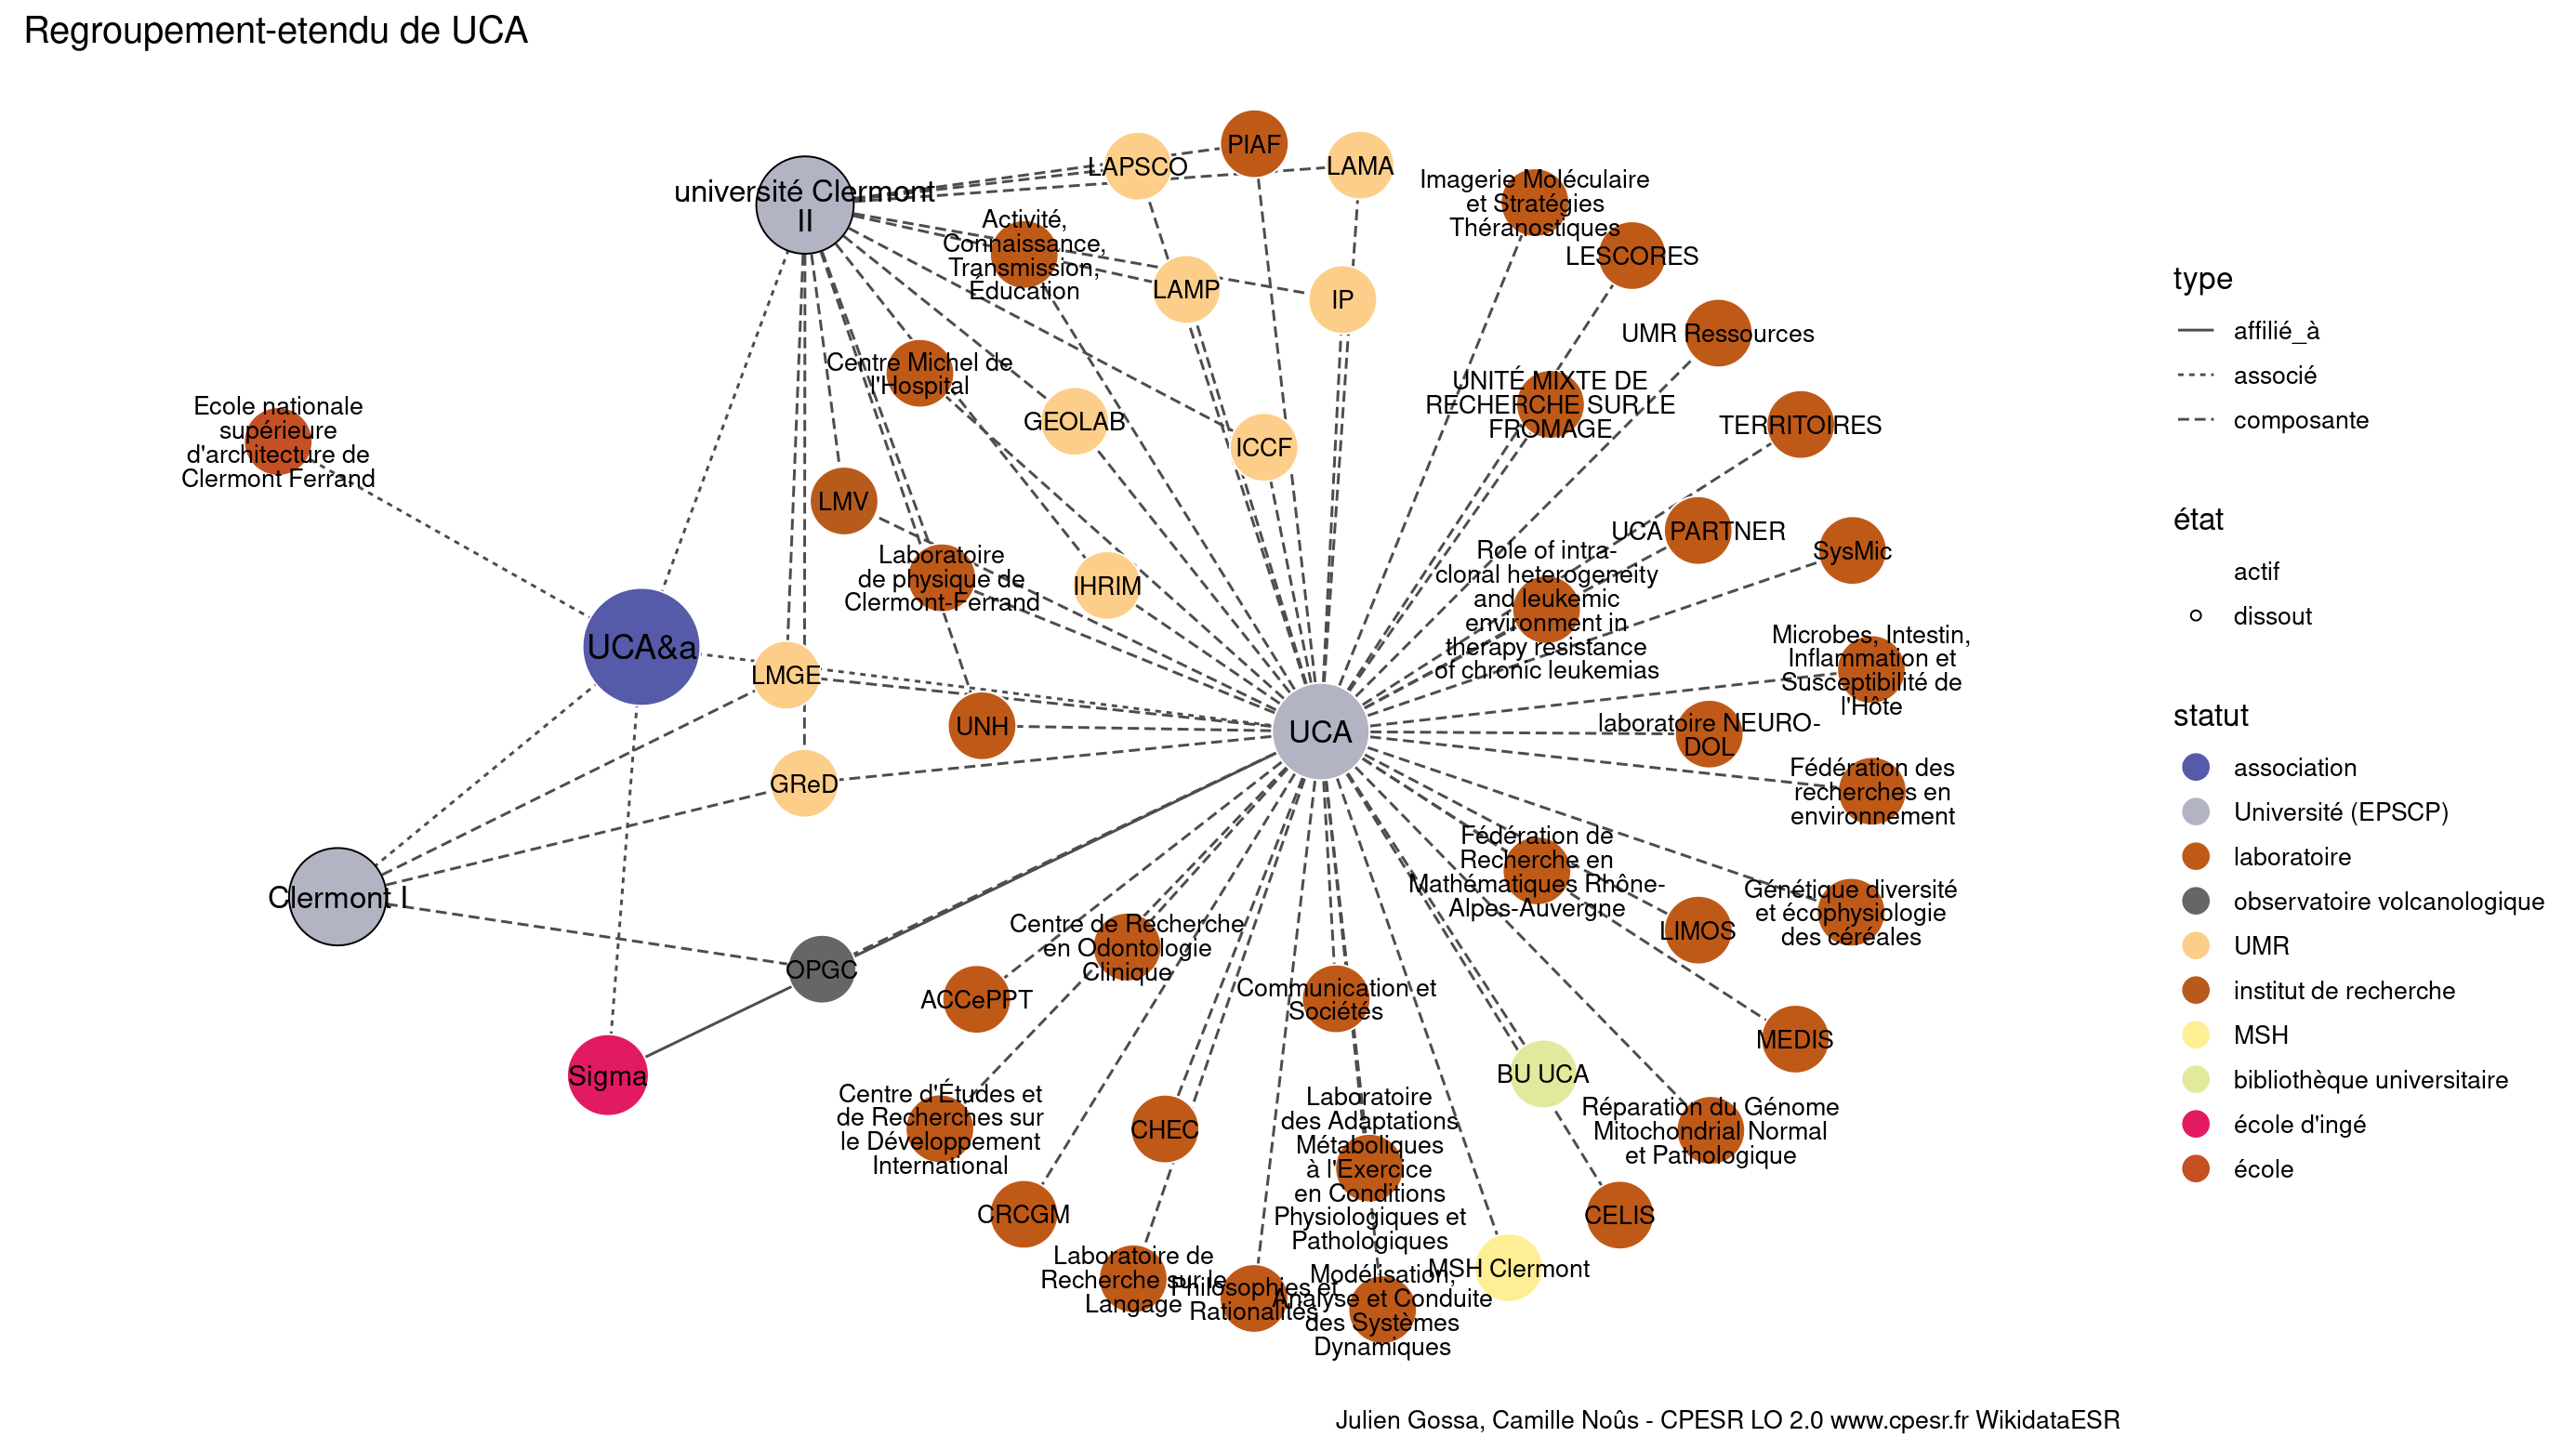 Regroupement-etendu de UCA
PIAF
LAPSCO
LAMA
université Clermont
II
Imagerie Moléculaire
et Stratégies
Théranostiques
Activité,
Connaissance,
Transmission,
Éducation
LESCORES
LAMP
IP
UMR Ressources
Centre Michel de
l'Hospital
UNITÉ MIXTE DE
RECHERCHE SUR LE
FROMAGE
GEOLAB
TERRITOIRES
Ecole nationale
supérieure
d'architecture de
Clermont Ferrand
ICCF
LMV
UCA PARTNER
SysMic
Laboratoire
de physique de
Clermont-Ferrand
IHRIM
Role of intra-
clonal heterogeneity
and leukemic
environment in
therapy resistance
of chronic leukemias
UCA&a
LMGE
Microbes, Intestin,
Inflammation et
Susceptibilité de
l'Hôte
UNH
UCA
laboratoire NEURO-
DOL
GReD
Fédération des
recherches en
environnement
Fédération de
Recherche en
Mathématiques Rhône-
Alpes-Auvergne
Clermont I
LIMOS
Génétique diversité
et écophysiologie
des céréales
OPGC
Centre de Recherche
en Odontologie
Clinique
ACCePPT
Communication et
Sociétés
MEDIS
Sigma
BU UCA
Centre d'Études et
de Recherches sur
le Développement
International
CHEC
Laboratoire
des Adaptations
Métaboliques
à l'Exercice
en Conditions
Physiologiques et
Pathologiques
Réparation du Génome
Mitochondrial Normal
et Pathologique
CRCGM
CELIS
Laboratoire de
Recherche sur le
Langage
Philosophies et
Rationalités
Modélisation,
Analyse et Conduite
des Systèmes
Dynamiques
MSH Clermont
type
affilié_à
associé
composante
état
actif
dissout
statut
association
Université (EPSCP)
laboratoire
observatoire volcanologique
UMR
institut de recherche
MSH
bibliothèque universitaire
école d'ingé
école
Julien Gossa, Camille Noûs - CPESR LO 2.0 www.cpesr.fr WikidataESR